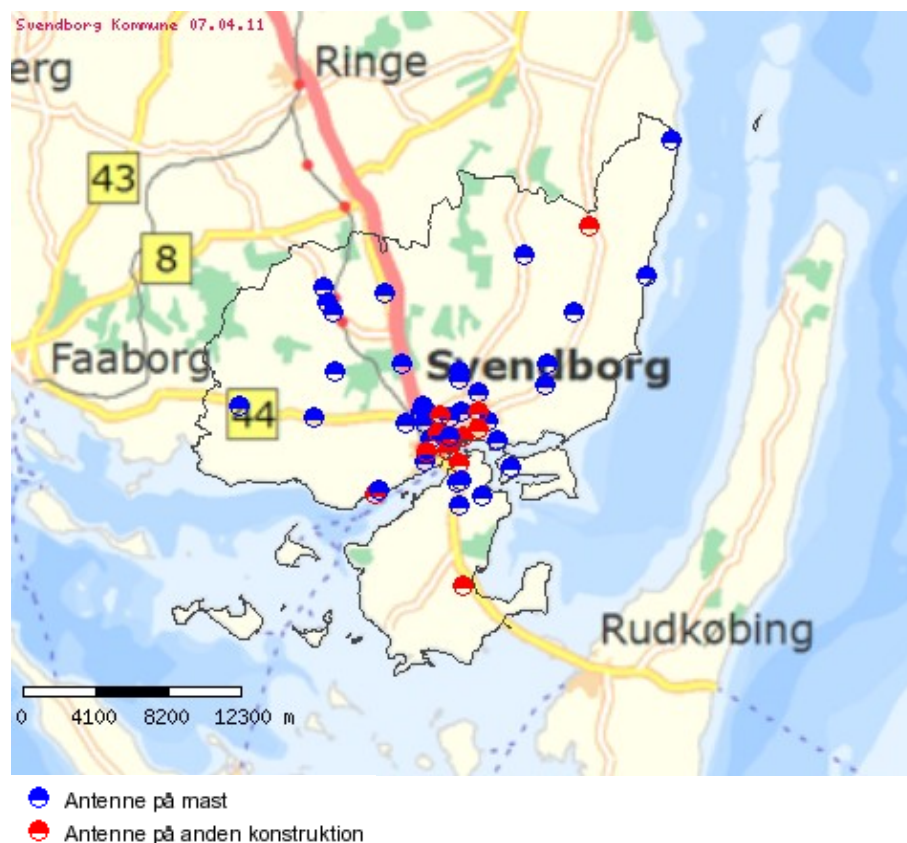 Svendborg Kommune 07.04.11
Ringe
erg
43
8
Faaborg
Svendborg
44
Rudkøbing
0 4100 8200 12300 m
Antenne på mast
Antenne på anden konstruktion